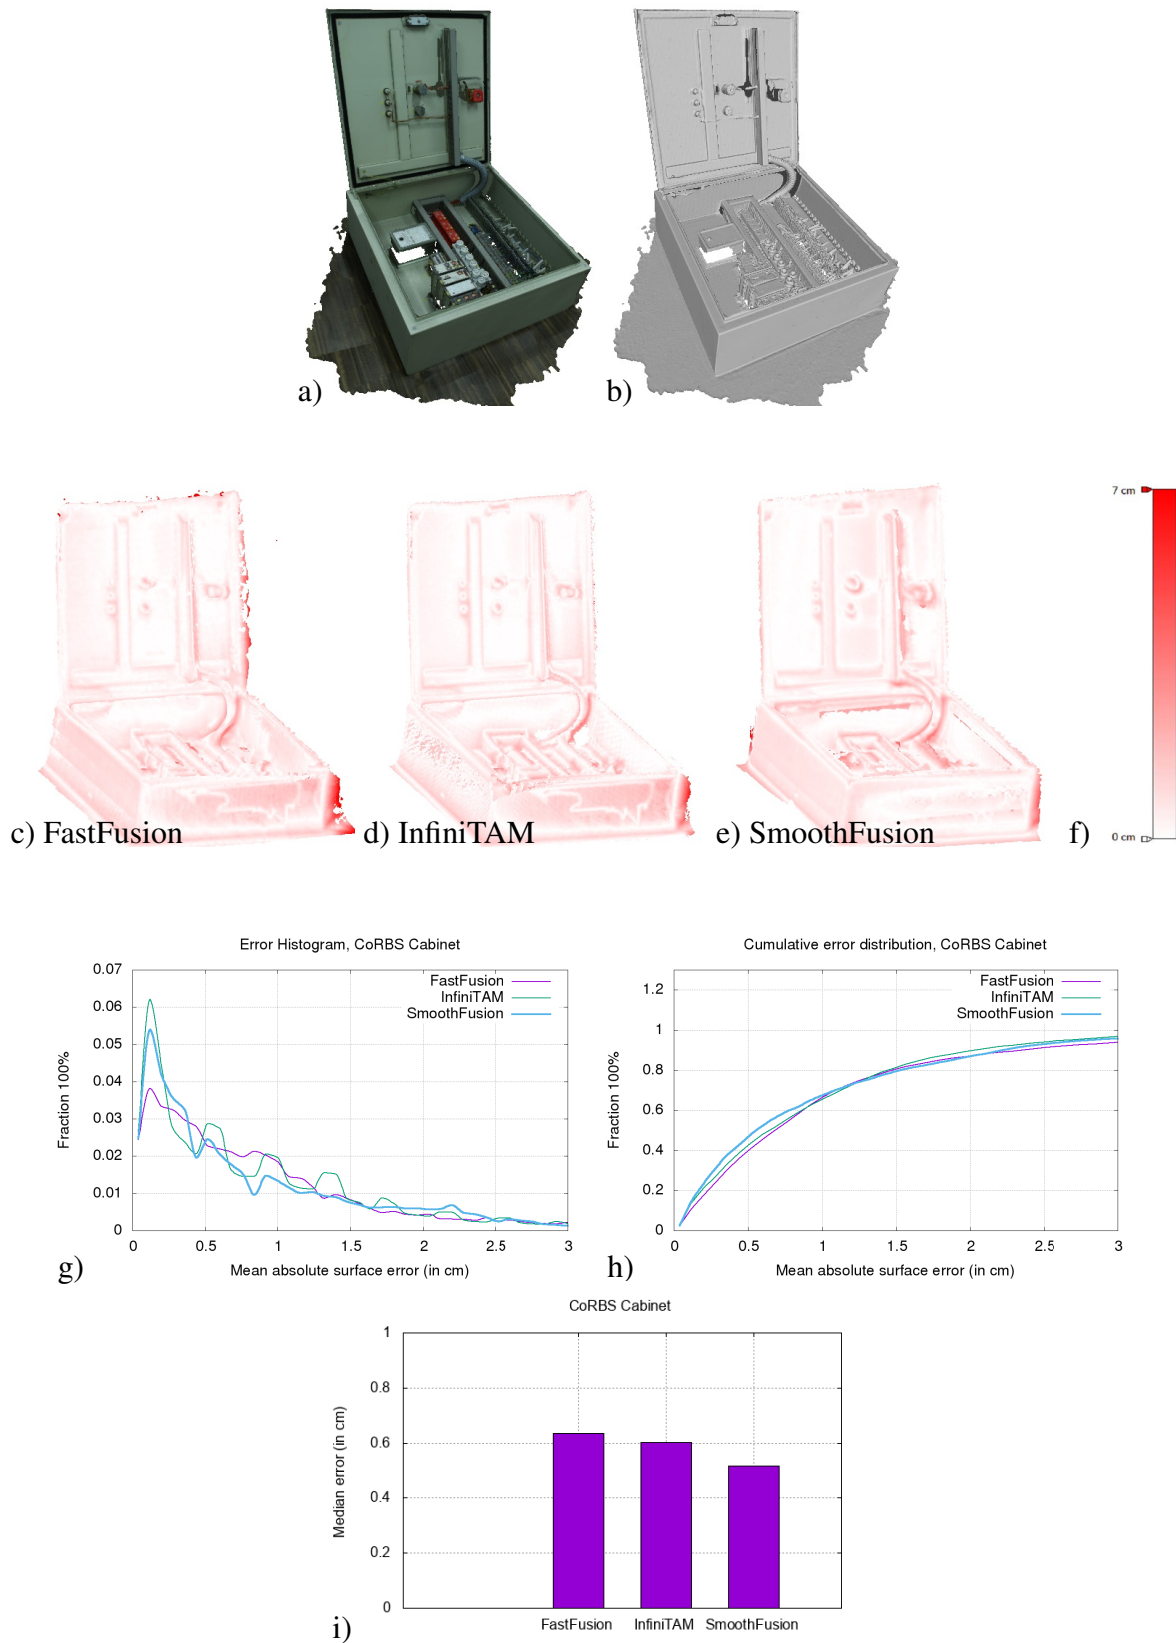 a)
b)
7 cm
0 cm
c) FastFusion
d) InfiniTAM
e) SmoothFusion
f)
Error Histogram, CoRBS Cabinet
FastFusion
InfiniTAM
SmoothFusion
0.07
0.06
0.05
0.04
0.03
0.02
0.01
0
Fraction 100%
0 0.5 1 1.5 2 2.5 3
Mean absolute surface error (in cm)
g)
Cumulative error distribution, CoRBS Cabinet
FastFusion
InfiniTAM
SmoothFusion
1.2
1
0.8
0.6
0.4
0.2
0
Fraction 100%
0 0.5 1 1.5 2 2.5 3
Mean absolute surface error (in cm)
h)
CoRBS Cabinet
1
0.8
0.6
0.4
0.2
0
Median error (in cm)
FastFusion InfiniTAM SmoothFusion
i)